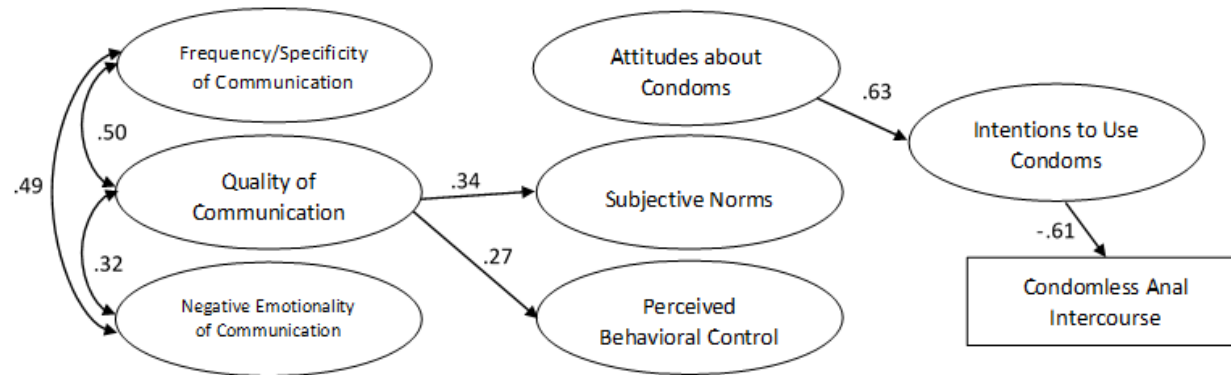 Frequency/Specificity
of Communication
Attitudes about
Condoms
.63
Intentions to Use
Condoms
.50
.49
Quality of
Communication
.34
Subjective Norms
-.61
.27
.32
Negative Emotionality
of Communication
Perceived
Behavioral Control
Condomless Anal
Intercourse